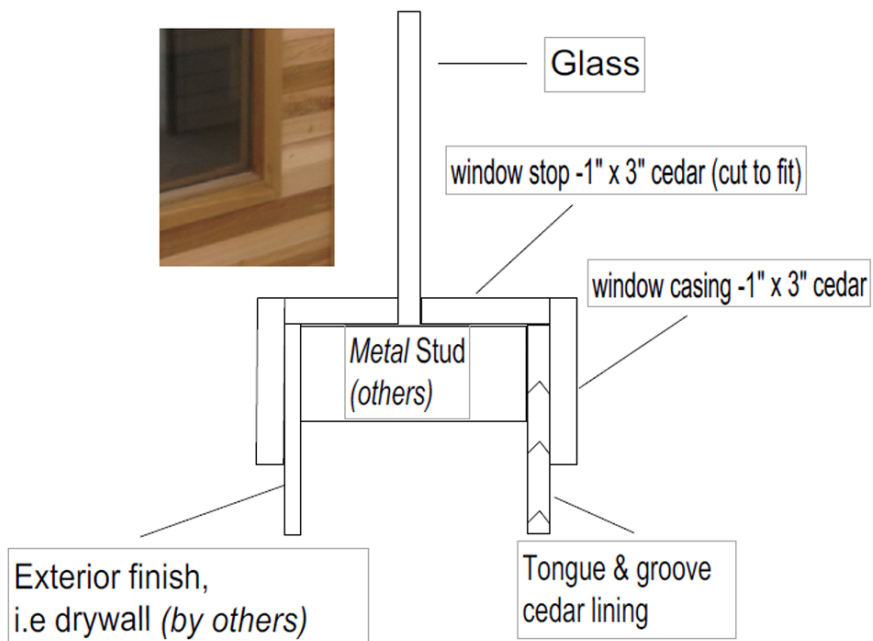 Glass
window stop -1" x 3" cedar (cut to fit)
window casing -1" x 3" cedar
Metal Stud
(others)
Exterior finish,
i.e drywall (by others)
Tongue & groove
cedar lining